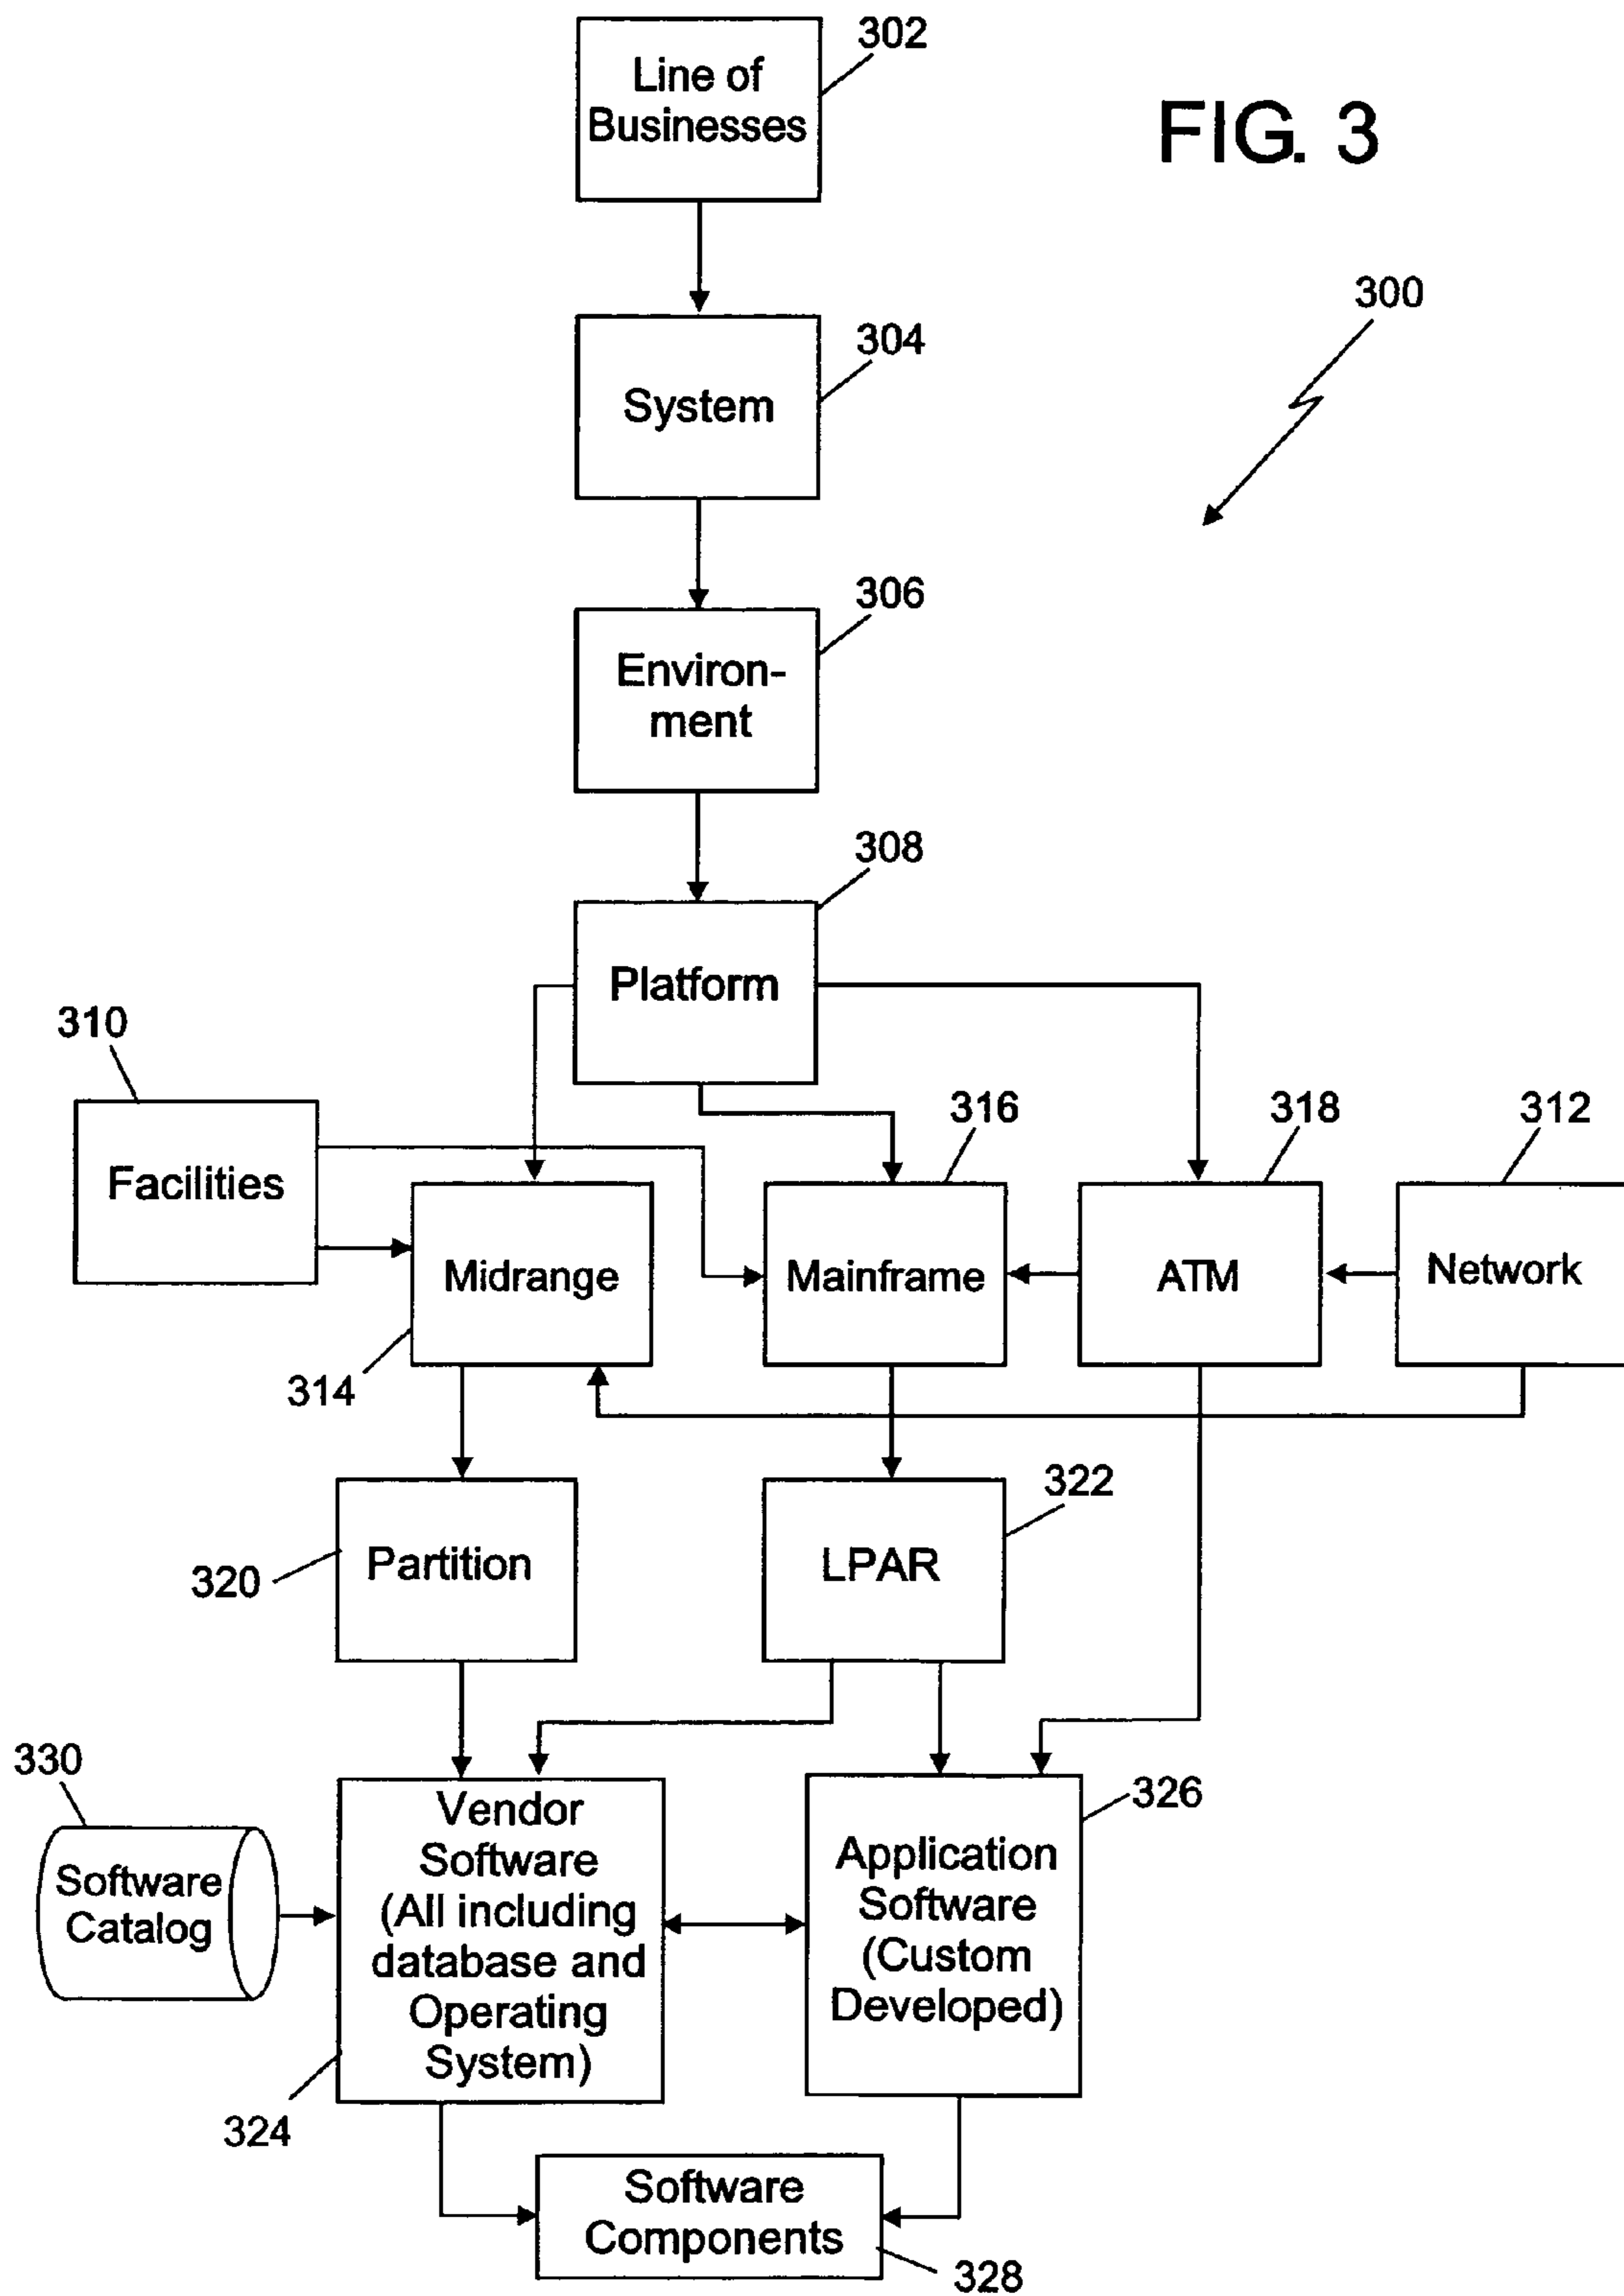 302
Line of
Businesses
FIG. 3
300
304
System
306
Environ-
ment
308
Platform
310
316
318
312
Facilities
Midrange
Mainframe
ATM
Network
314
322
320
Partition
LPAR
330
326
Software
Catalog
Vendor
Software
(All including
database and
Operating
System)
Application
Software
(Custom
Developed)
324
Software
Components
328